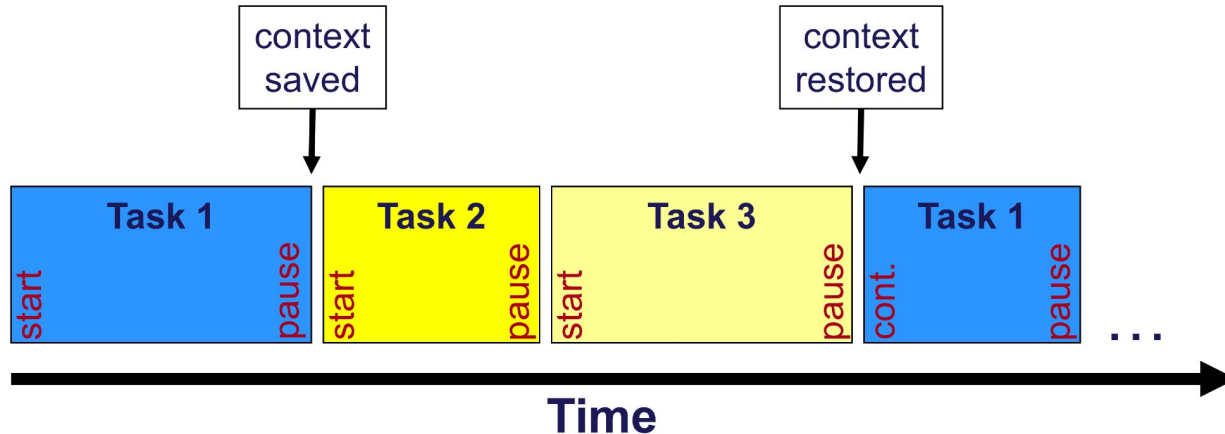 context
saved
context
restored
Task 1
Task 2
Task 3
Task 1
start
pause
start
pause
start
pause
cont.
pause
...
Time